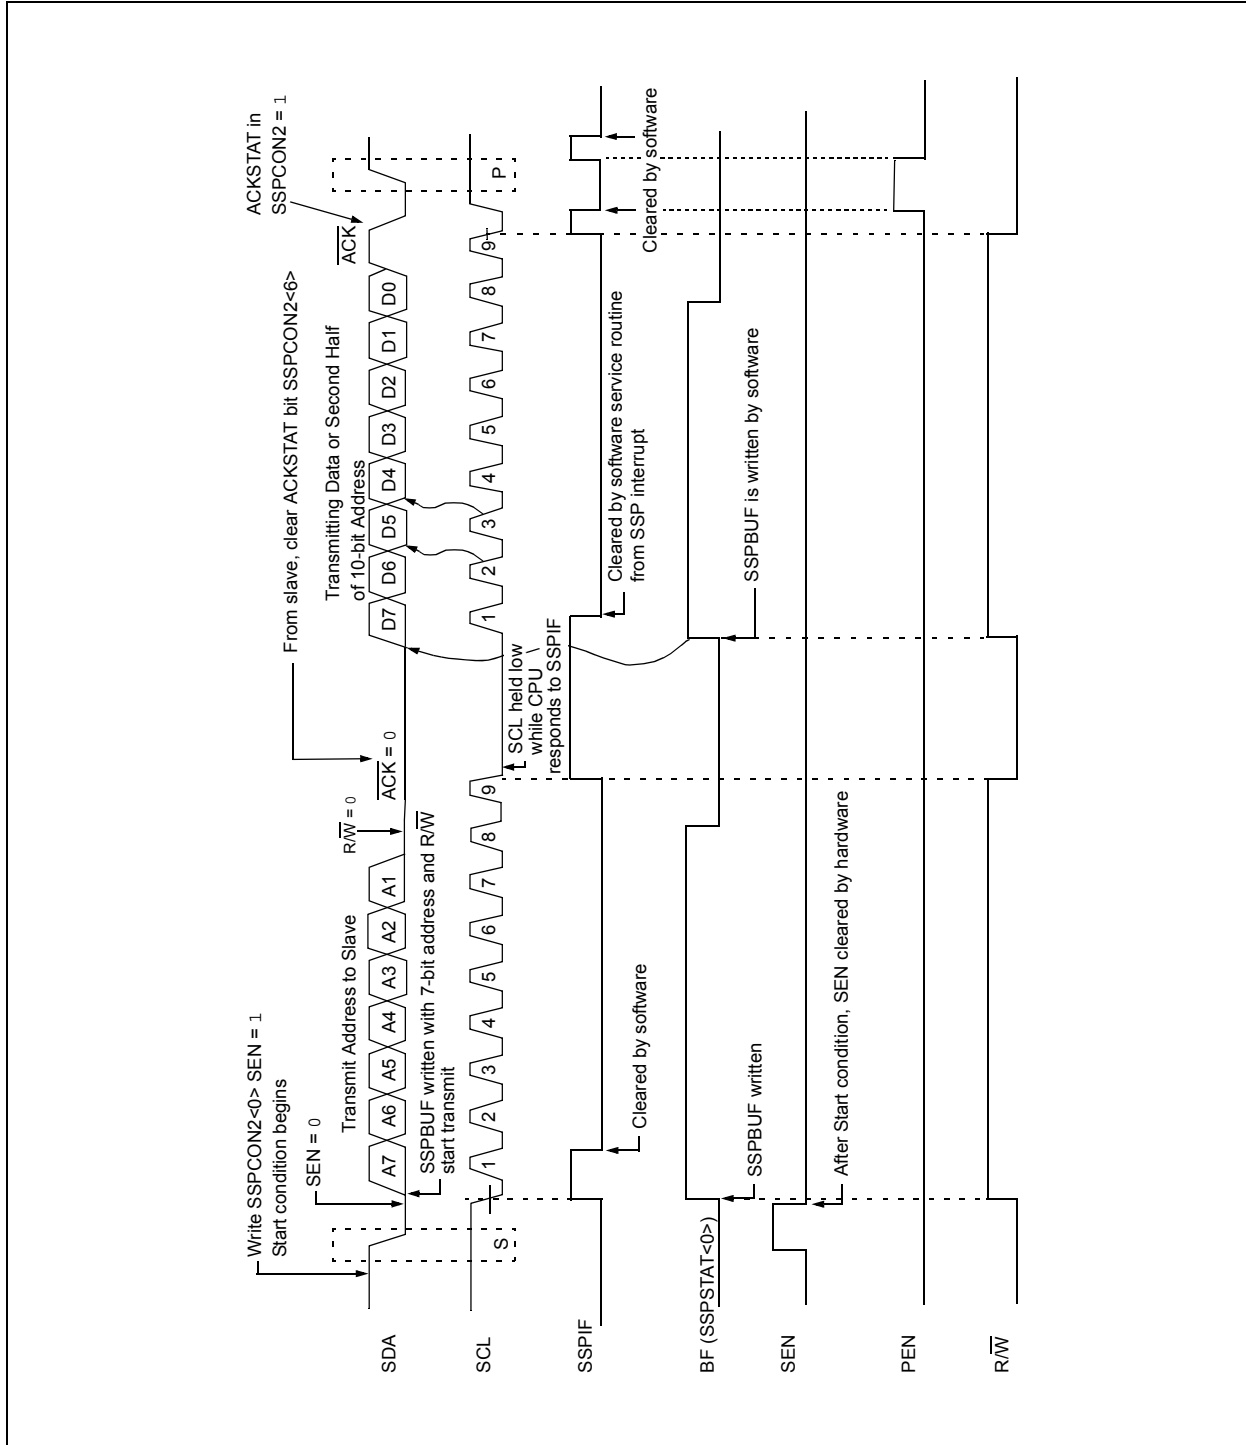 Write SSPCON2<0> SEN = 1
Start condition begins
SEN = 0
Transmit Address to Slave
R/W = 0
From slave, clear ACKSTAT bit SSPCON2<6>
ACK = 0
Transmitting Data or Second Half
of 10-bit Address
ACKSTAT in
SSPCON2 = 1
ACK
SDA
A7 A6 A5 A4 A3 A2 A1
D7 D6 D5 D4 D3 D2 D1 D0
SSPBUF written with 7-bit address and R/W
start transmit
SCL
S
1 2 3 4 5 6 7 8 9
1 2 3 4 5 6 7 8 9
P
SCL held low
while CPU
responds to SSPIF
SSPIF
Cleared by software
Cleared by software service routine
from SSP interrupt
Cleared by software
BF (SSPSTAT<0>)
SSPBUF written
SSPBUF is written by software
SEN
After Start condition, SEN cleared by hardware
PEN
R/W